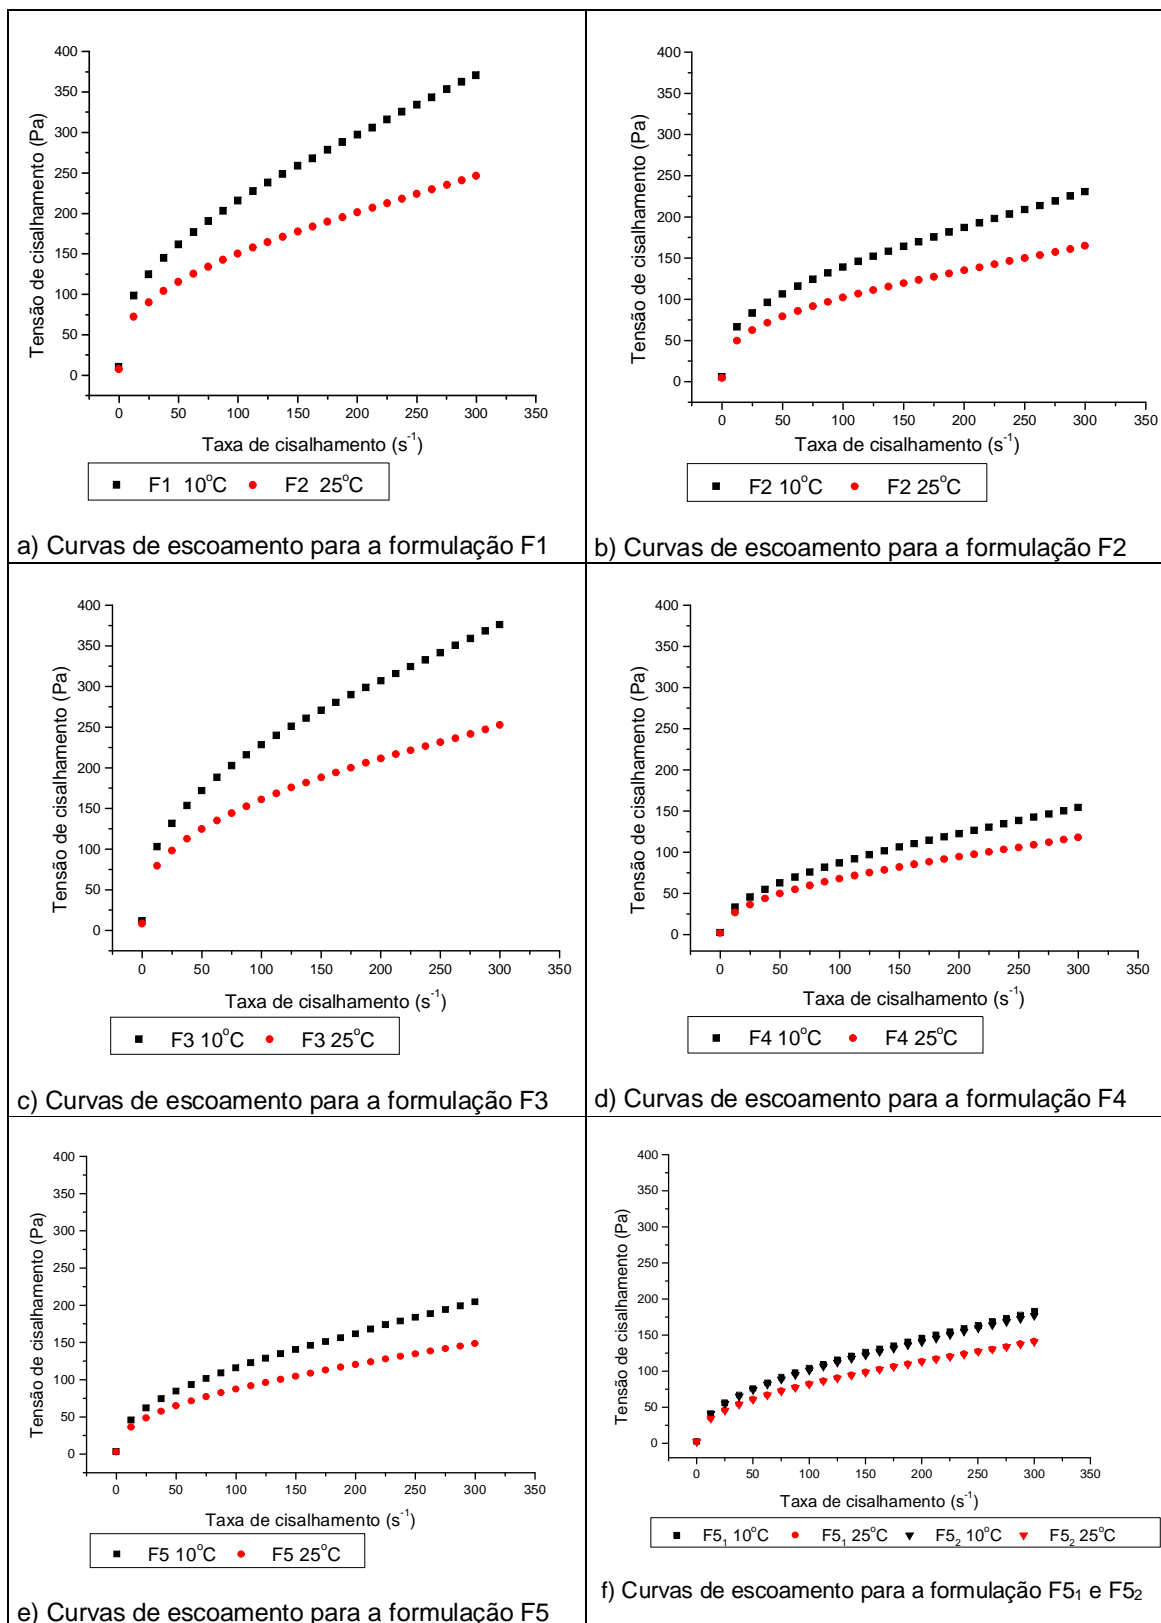 400
350
300
250
200
150
100
50
0
Tensão de cisalhamento (Pa)
0 50 100 150 200 250 300 350
Taxa de cisalhamento (s⁻¹)
F1 10°C F2 25°C
a) Curvas de escoamento para a formulação F1
400
350
300
250
200
150
100
50
0
Tensão de cisalhamento (Pa)
0 50 100 150 200 250 300 350
Taxa de cisalhamento (s⁻¹)
F2 10°C F2 25°C
b) Curvas de escoamento para a formulação F2
400
350
300
250
200
150
100
50
0
Tensão de cisalhamento (Pa)
0 50 100 150 200 250 300 350
Taxa de cisalhamento (s⁻¹)
F3 10°C F3 25°C
c) Curvas de escoamento para a formulação F3
400
350
300
250
200
150
100
50
0
Tensão de cisalhamento (Pa)
0 50 100 150 200 250 300 350
Taxa de cisalhamento (s⁻¹)
F4 10°C F4 25°C
d) Curvas de escoamento para a formulação F4
400
350
300
250
200
150
100
50
0
Tensão de cisalhamento (Pa)
0 50 100 150 200 250 300 350
Taxa de cisalhamento (s⁻¹)
F5 10°C F5 25°C
e) Curvas de escoamento para a formulação F5
400
350
300
250
200
150
100
50
0
Tensão de cisalhamento (Pa)
0 50 100 150 200 250 300 350
Taxa de cisalhamento (s⁻¹)
F5₁ 10°C F5₁ 25°C F5₂ 10°C F5₂ 25°C
f) Curvas de escoamento para a formulação F5₁ e F5₂